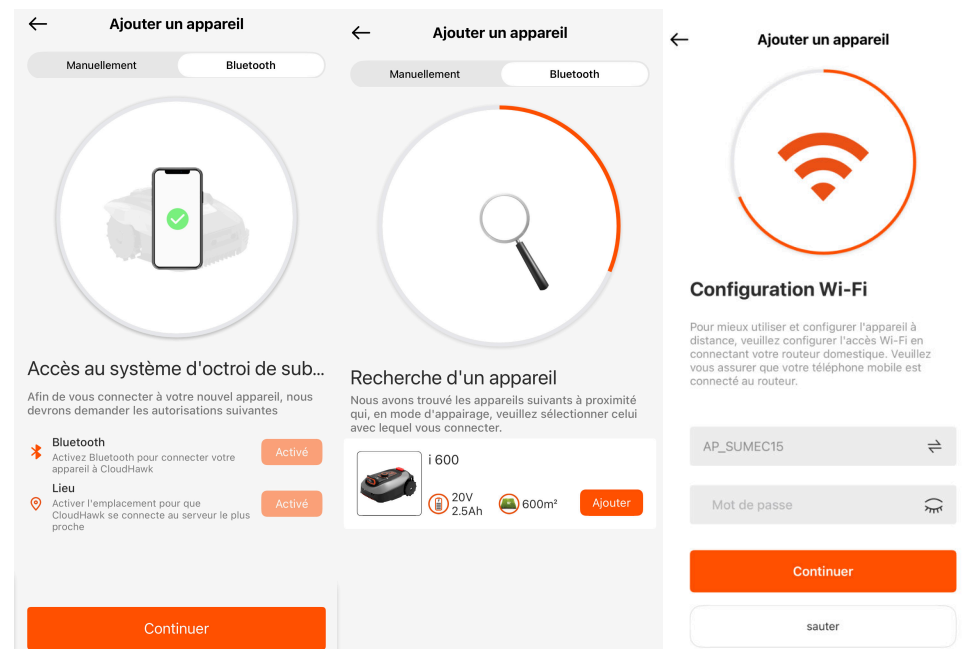 Ajouter un appareil
Manuellement
Bluetooth
Accès au système d'octroi de sub...
Afin de vous connecter à votre nouvel appareil, nous
devrons demander les autorisations suivantes
Bluetooth
Activez Bluetooth pour connecter votre
appareil à CloudHawk
Activé
Lieu
Activer l'emplacement pour que
CloudHawk se connecte au serveur le plus
proche
Activé
Continuer
Ajouter un appareil
Manuellement
Bluetooth
Recherche d'un appareil
Nous avons trouvé les appareils suivants à proximité
qui, en mode d'appairage, veuillez sélectionner celui
avec lequel vous connecter.
i 600
20V
2.5Ah
600m²
Ajouter
Ajouter un appareil
Configuration Wi-Fi
Pour mieux utiliser et configurer l'appareil à
distance, veuillez configurer l'accès Wi-Fi en
connectant votre routeur domestique. Veuillez
vous assurer que votre téléphone mobile est
connecté au routeur.
AP_SUMEC15
Mot de passe
Continuer
sauter